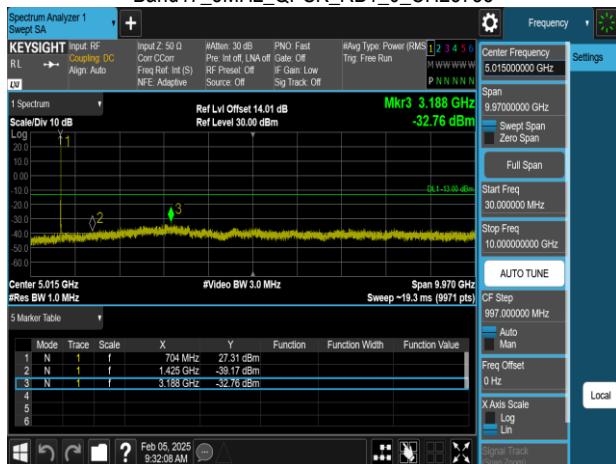 Spectrum Analyzer 1
Swept SA
Frequency
KEYSIGHT
RL
Input: RF
Coupling: DC
Align: Auto
Input Z: 50 Ω
Corr CCorr
Freq Ref: Int (S)
NFE: Adaptive
#Atten: 30 dB
Pre: Int off, LNA off
RF Preset: Off
Source: Off
PNO: Fast
Gate: Off
IF Gain: Low
Sig Track: Off
#Avg Type: Power (RMS)
Trig: Free Run
1 2 3 4 5 6
M W W W W W
P N N N N N
1 Spectrum
Scale/Div 10 dB
Ref Lvl Offset 14.01 dB
Ref Level 30.00 dBm
Mkr3 3.188 GHz
-32.76 dBm
Log
20.0
10.0
0.00
-10.0
-20.0
-30.0
-40.0
-50.0
-60.0
1
2
3
DL1 -13.00 dBm
Center 5.015 GHz
#Res BW 1.0 MHz
#Video BW 3.0 MHz
Span 9.970 GHz
Sweep ~19.3 ms (9971 pts)
5 Marker Table
Mode Trace Scale X Y Function Function Width Function Value
1 N 1 f 704 MHz 27.31 dBm
2 N 1 f 1.425 GHz -39.17 dBm
3 N 1 f 3.188 GHz -32.76 dBm
4
5
6
Feb 05, 2025
9:32:08 AM
Center Frequency
5.015000000 GHz
Settings
Span
9.97000000 GHz
Swept Span
Zero Span
Full Span
Start Freq
30.000000 MHz
Stop Freq
10.000000000 GHz
AUTO TUNE
CF Step
997.000000 MHz
Auto
Man
Freq Offset
0 Hz
X Axis Scale
Log
Lin
Local
Signal Track